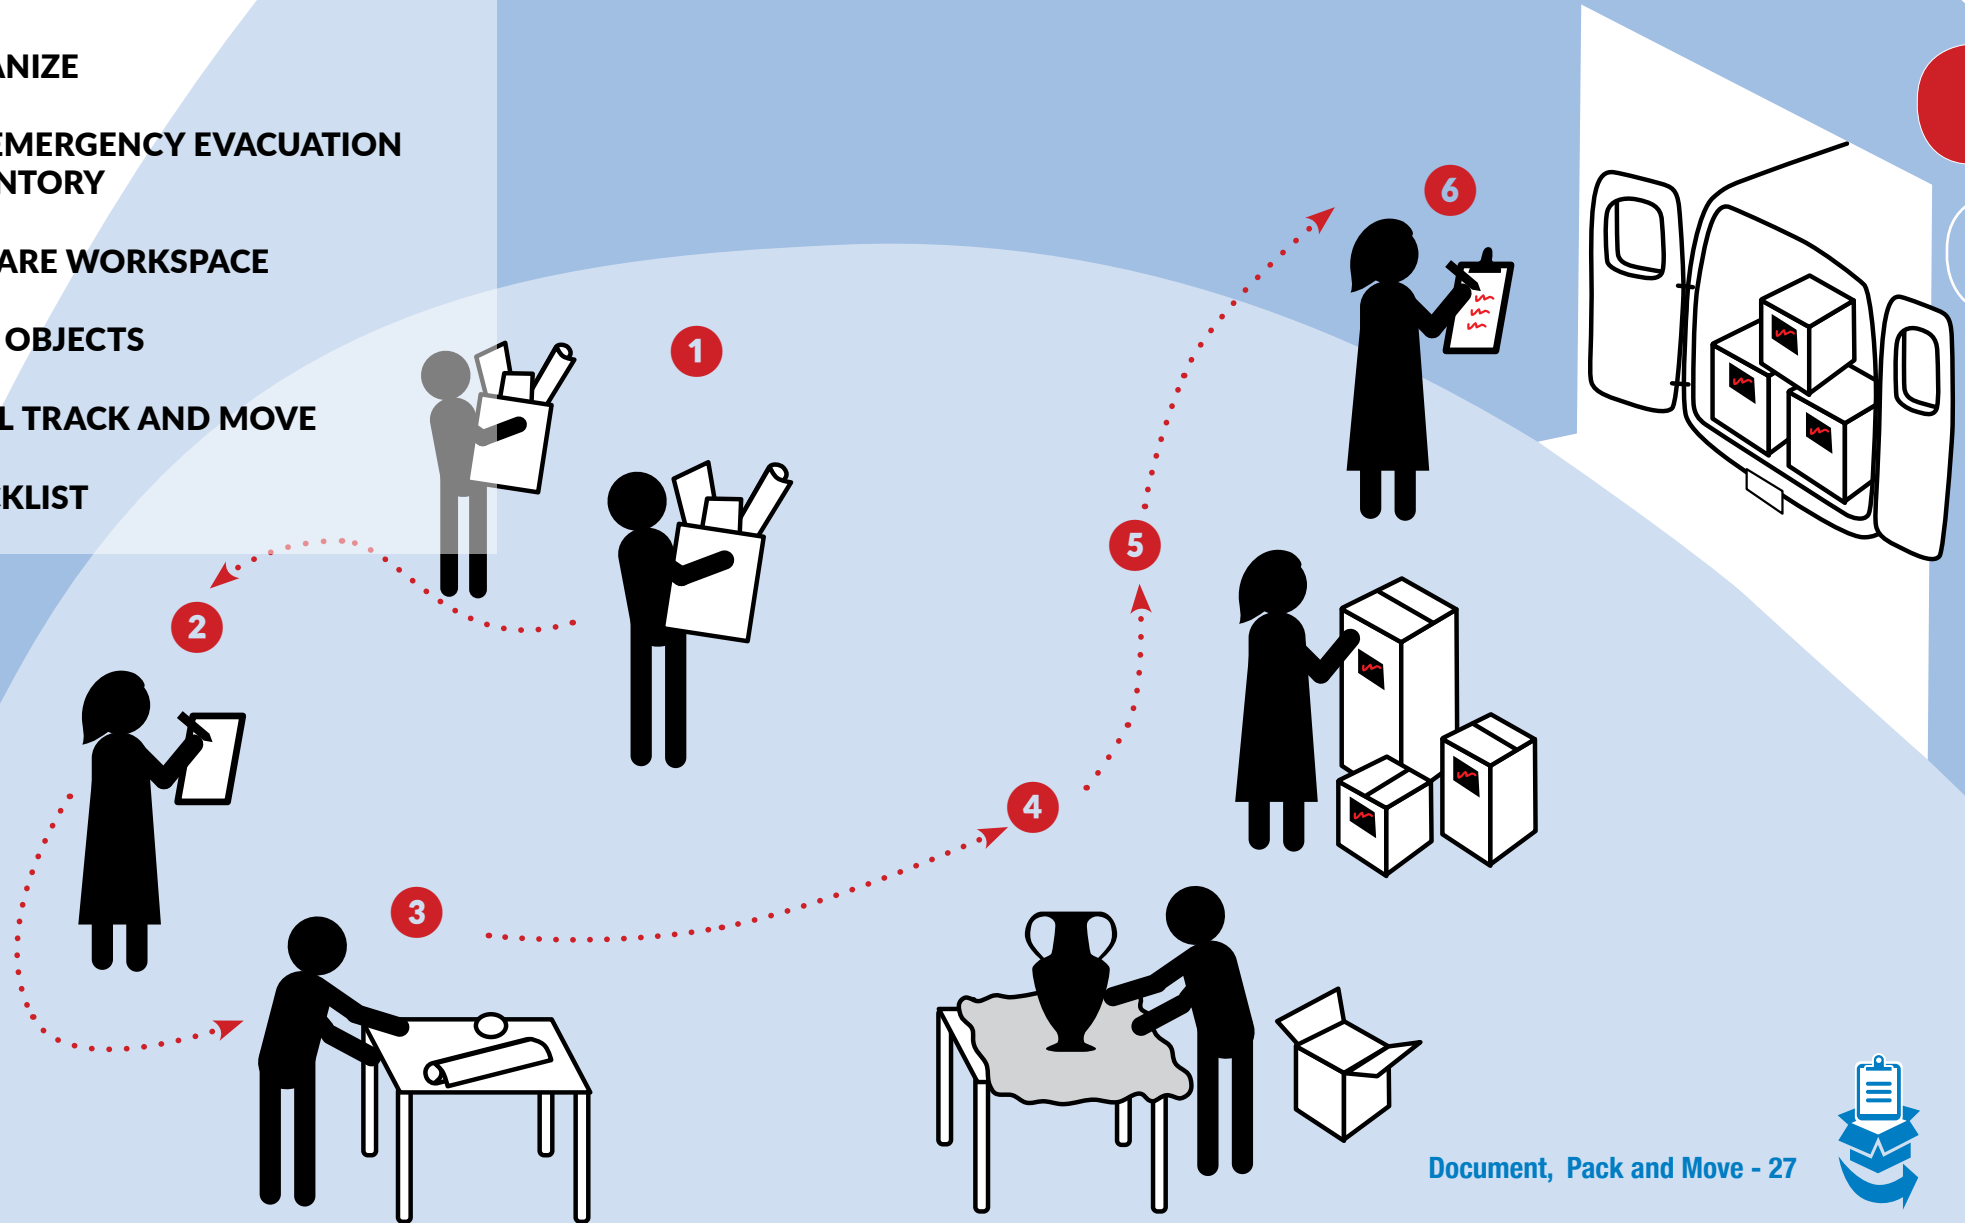 ANIZE
EMERGENCY EVACUATION
NTORY
ARE WORKSPACE
OBJECTS
L TRACK AND MOVE
KLIST
1
2
3
4
5
6
Document, Pack and Move - 27